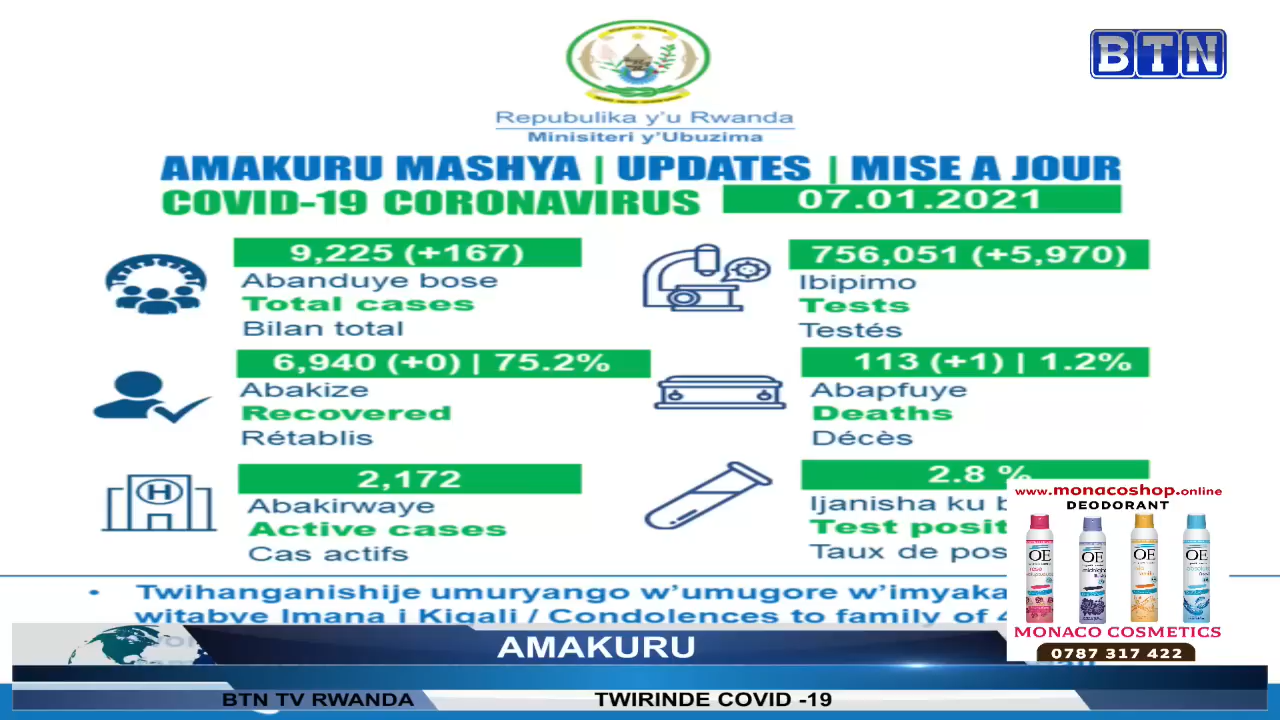 BTN
Repubulika y'u Rwanda
Minisiteri y'Ubuzima
AMAKURU MASHYA | UPDATES | MISE A JOUR
COVID-19 CORONAVIRUS 07.01.2021
9,225 (+167)
Abanduye bose
Total cases
Bilan total
756,051 (+5,970)
Ibipimo
Tests
Testés
6,940 (+0) | 75.2%
Abakize
Recovered
Rétablis
113 (+1) | 1.2%
Abapfuye
Deaths
Décès
2,172
Abakirwaye
Active cases
Cas actifs
2.8 %
Ijanisha ku
Test posit
Taux de pos
www.monacoshop.online
DEODORANT
OE OE OE OE
MONACO COSMETICS
0787 317 422
• Twihanganishije umuryango w'umugore w'imyaka
witabye Imana i Kigali / Condolences to family of
AMAKURU
BTN TV RWANDA TWIRINDE COVID -19